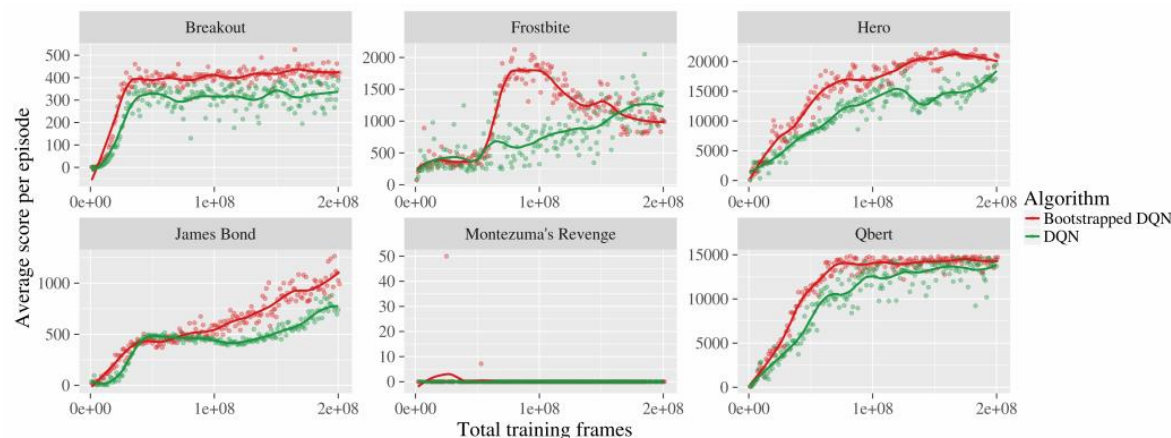 Breakout
Frostbite
Hero
500
400
300
200
100
0
2000
1500
1000
500
0
20000
15000
10000
5000
0
0e+00 1e+08 2e+08
0e+00 1e+08 2e+08
0e+00 1e+08 2e+08
James Bond
Montezuma's Revenge
Qbert
1000
500
0
50
40
30
20
10
0
15000
10000
5000
0
0e+00 1e+08 2e+08
0e+00 1e+08 2e+08
0e+00 1e+08 2e+08
Average score per episode
Total training frames
Algorithm
Bootstrapped DQN
DQN